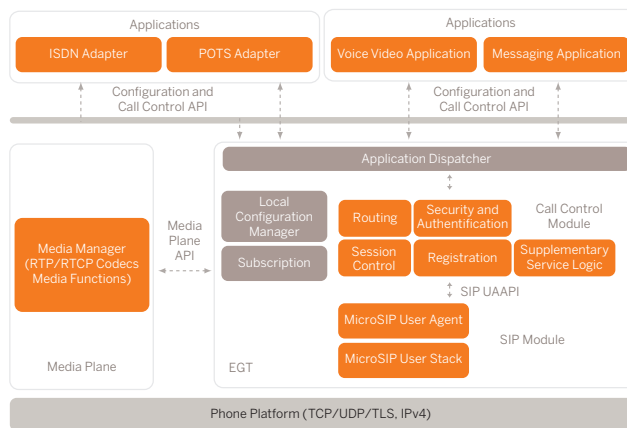 Applications
Applications
ISDN Adapter
POTS Adapter
Voice Video Application
Messaging Application
Configuration and
Call Control API
Configuration and
Call Control API
Application Dispatcher
Local
Configuration
Manager
Subscription
Routing
Security and
Authentification
Call Control
Module
Session
Control
Registration
Supplementary
Service Logic
Media
Plane
API
Media Manager
(RTP/RTCP Codecs
Media Functions)
SIP UAAPI
MicroSIP User Agent
MicroSIP User Stack
SIP Module
Media Plane
EGT
Phone Platform (TCP/UDP/TLS, IPv4)